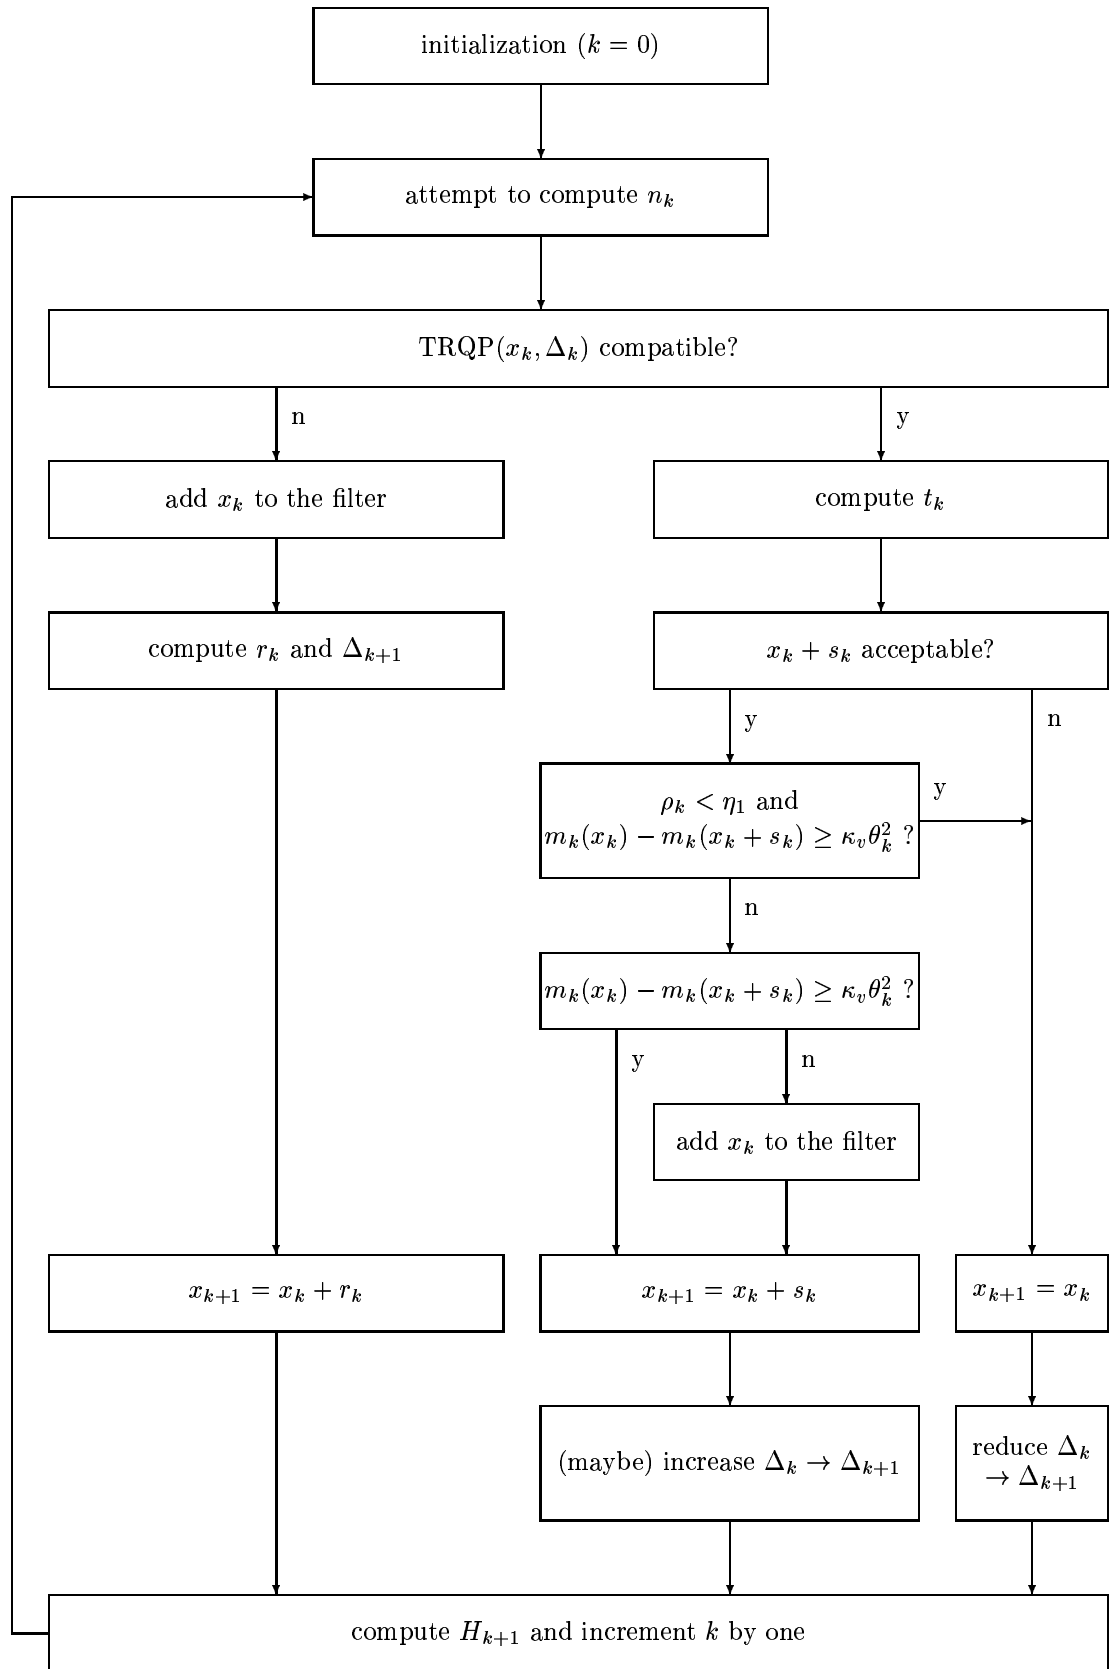 initialization (k = 0)
attempt to compute n_k
TRQP(x_k, Δ_k) compatible?
n
y
add x_k to the filter
compute t_k
compute r_k and Δ_{k+1}
x_k + s_k acceptable?
y
n
ρ_k < η_1 and
m_k(x_k) − m_k(x_k + s_k) ≥ κ_v θ_k^2 ?
y
n
m_k(x_k) − m_k(x_k + s_k) ≥ κ_v θ_k^2 ?
y
n
add x_k to the filter
x_{k+1} = x_k + r_k
x_{k+1} = x_k + s_k
x_{k+1} = x_k
(maybe) increase Δ_k → Δ_{k+1}
reduce Δ_k
→ Δ_{k+1}
compute H_{k+1} and increment k by one